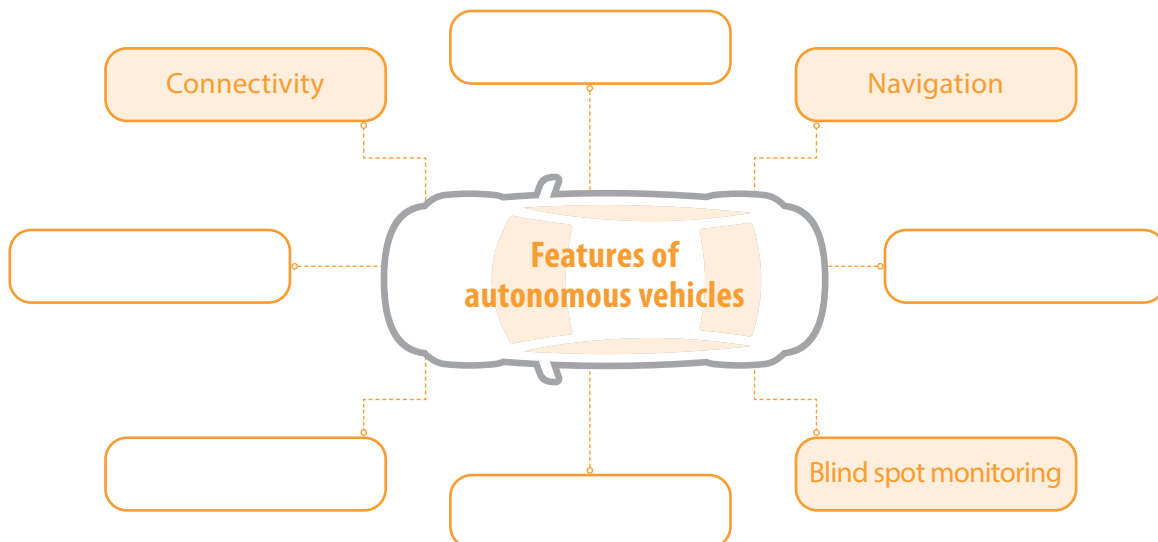 Connectivity
Navigation
Features of
autonomous vehicles
Blind spot monitoring